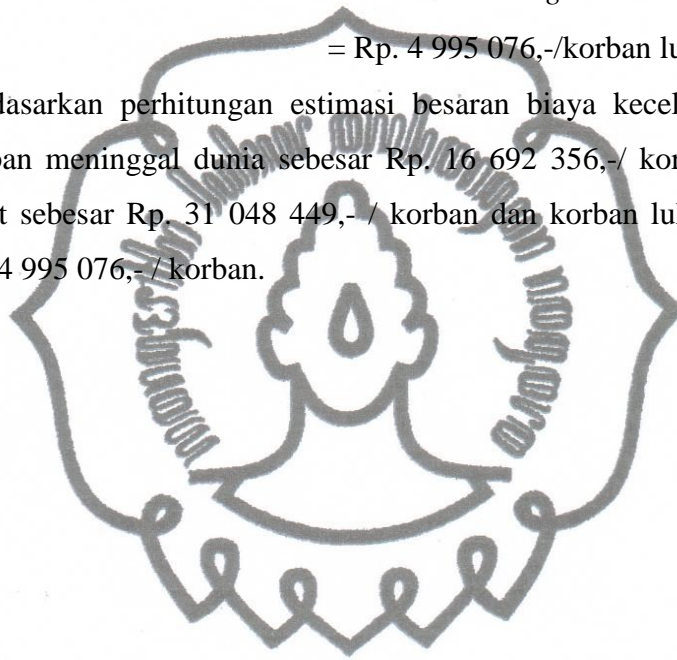 = Rp. 4 995 076,-/korban lu
dasarkan perhitungan estimasi besaran biaya kecel
ban meninggal dunia sebesar Rp. 16 692 356,-/ kor
t sebesar Rp. 31 048 449,- / korban dan korban lu
4 995 076,- / korban.